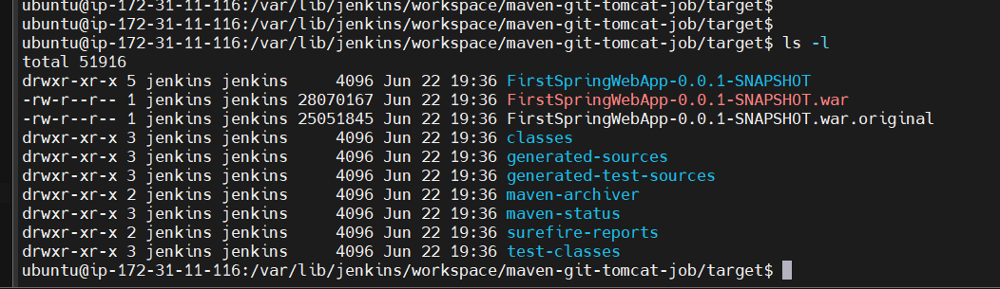 ubuntu@ip-172-31-11-116:/var/lib/jenkins/workspace/maven-git-tomcat-job/target$
ubuntu@ip-172-31-11-116:/var/lib/jenkins/workspace/maven-git-tomcat-job/target$
ubuntu@ip-172-31-11-116:/var/lib/jenkins/workspace/maven-git-tomcat-job/target$ ls -l
total 51916
drwxr-xr-x 5 jenkins jenkins     4096 Jun 22 19:36 FirstSpringWebApp-0.0.1-SNAPSHOT
-rw-r--r-- 1 jenkins jenkins 28070167 Jun 22 19:36 FirstSpringWebApp-0.0.1-SNAPSHOT.war
-rw-r--r-- 1 jenkins jenkins 25051845 Jun 22 19:36 FirstSpringWebApp-0.0.1-SNAPSHOT.war.original
drwxr-xr-x 3 jenkins jenkins     4096 Jun 22 19:36 classes
drwxr-xr-x 3 jenkins jenkins     4096 Jun 22 19:36 generated-sources
drwxr-xr-x 3 jenkins jenkins     4096 Jun 22 19:36 generated-test-sources
drwxr-xr-x 2 jenkins jenkins     4096 Jun 22 19:36 maven-archiver
drwxr-xr-x 3 jenkins jenkins     4096 Jun 22 19:36 maven-status
drwxr-xr-x 2 jenkins jenkins     4096 Jun 22 19:36 surefire-reports
drwxr-xr-x 3 jenkins jenkins     4096 Jun 22 19:36 test-classes
ubuntu@ip-172-31-11-116:/var/lib/jenkins/workspace/maven-git-tomcat-job/target$